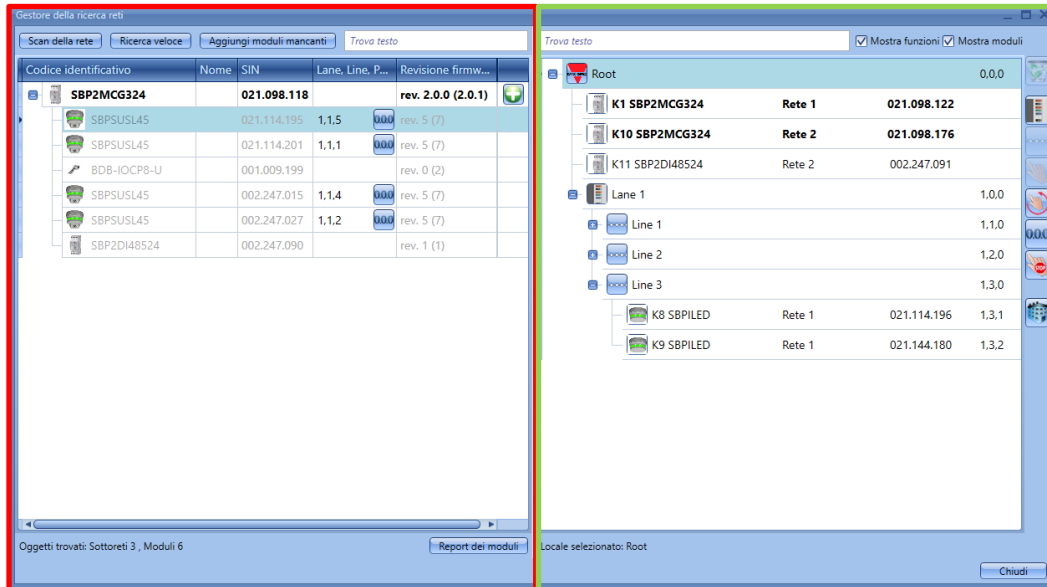 Gestore della ricerca reti
Scan della rete Ricerca veloce Aggiungi moduli mancanti Trova testo
Codice identificativo Nome SIN Lane, Line, P... Revisione firmw...
SBP2MCG324 021.098.118 rev. 2.0.0 (2.0.1)
SBPSUSL45 021.114.195 1,1,5 0.0.0 rev. 5 (7)
SBPSUSL45 021.114.201 1,1,1 0.0.0 rev. 5 (7)
BDB-IOCP8-U 001.009.199 rev. 0 (2)
SBPSUSL45 002.247.015 1,1,4 0.0.0 rev. 5 (7)
SBPSUSL45 002.247.027 1,1,2 0.0.0 rev. 5 (7)
SBP2DI48524 002.247.090 rev. 1 (1)
Oggetti trovati: Sottoreti 3 , Moduli 6 Report dei moduli
Trova testo Mostra funzioni Mostra moduli
Root 0,0,0
K1 SBP2MCG324 Rete 1 021.098.122
K10 SBP2MCG324 Rete 2 021.098.176
K11 SBP2DI48524 Rete 2 002.247.091
Lane 1 1,0,0
Line 1 1,1,0
Line 2 1,2,0
Line 3 1,3,0
K8 SBPILED Rete 1 021.114.196 1,3,1
K9 SBPILED Rete 1 021.144.180 1,3,2
0.0.0
STOP
Locale selezionato: Root
Chiudi